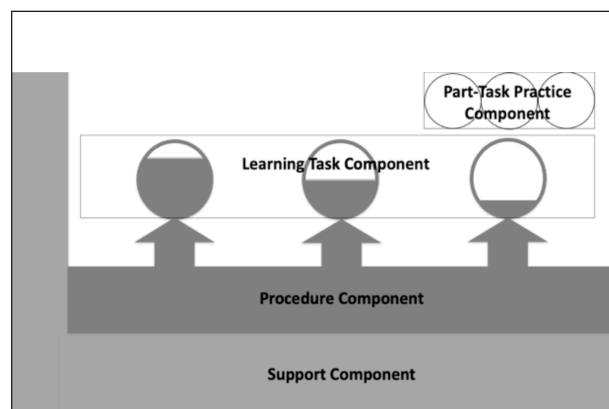 Part-Task Practice
Component
Learning Task Component
Procedure Component
Support Component